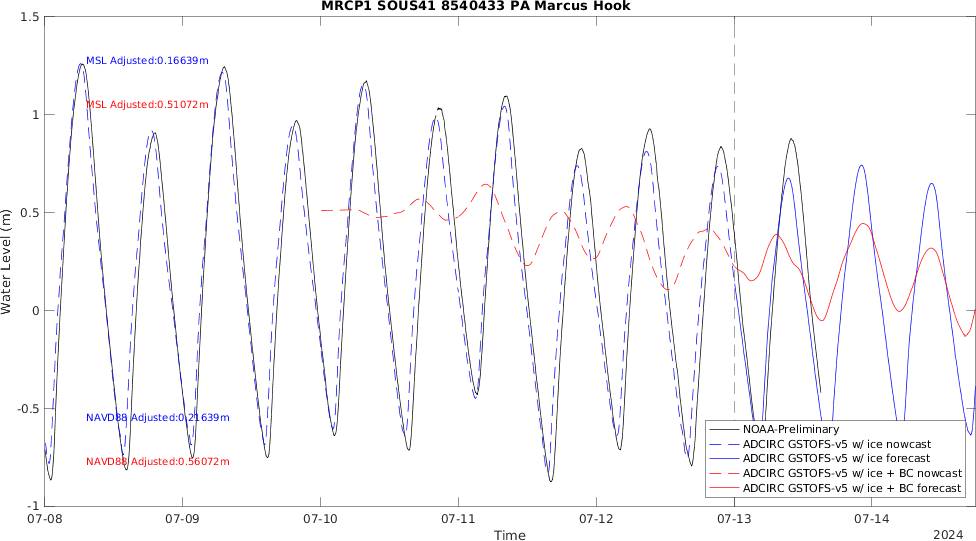 MRCP1 SOUS41 8540433 PA Marcus Hook
1.5
1
0.5
0
-0.5
-1
Water Level (m)
MSL Adjusted:0.16639m
MSL Adjusted:0.51072m
NAVD88 Adjusted:0.21639m
NAVD88 Adjusted:0.56072m
NOAA-Preliminary
ADCIRC GSTOFS-v5 w/ ice nowcast
ADCIRC GSTOFS-v5 w/ ice forecast
ADCIRC GSTOFS-v5 w/ ice + BC nowcast
ADCIRC GSTOFS-v5 w/ ice + BC forecast
07-08 07-09 07-10 07-11 07-12 07-13 07-14
Time
2024